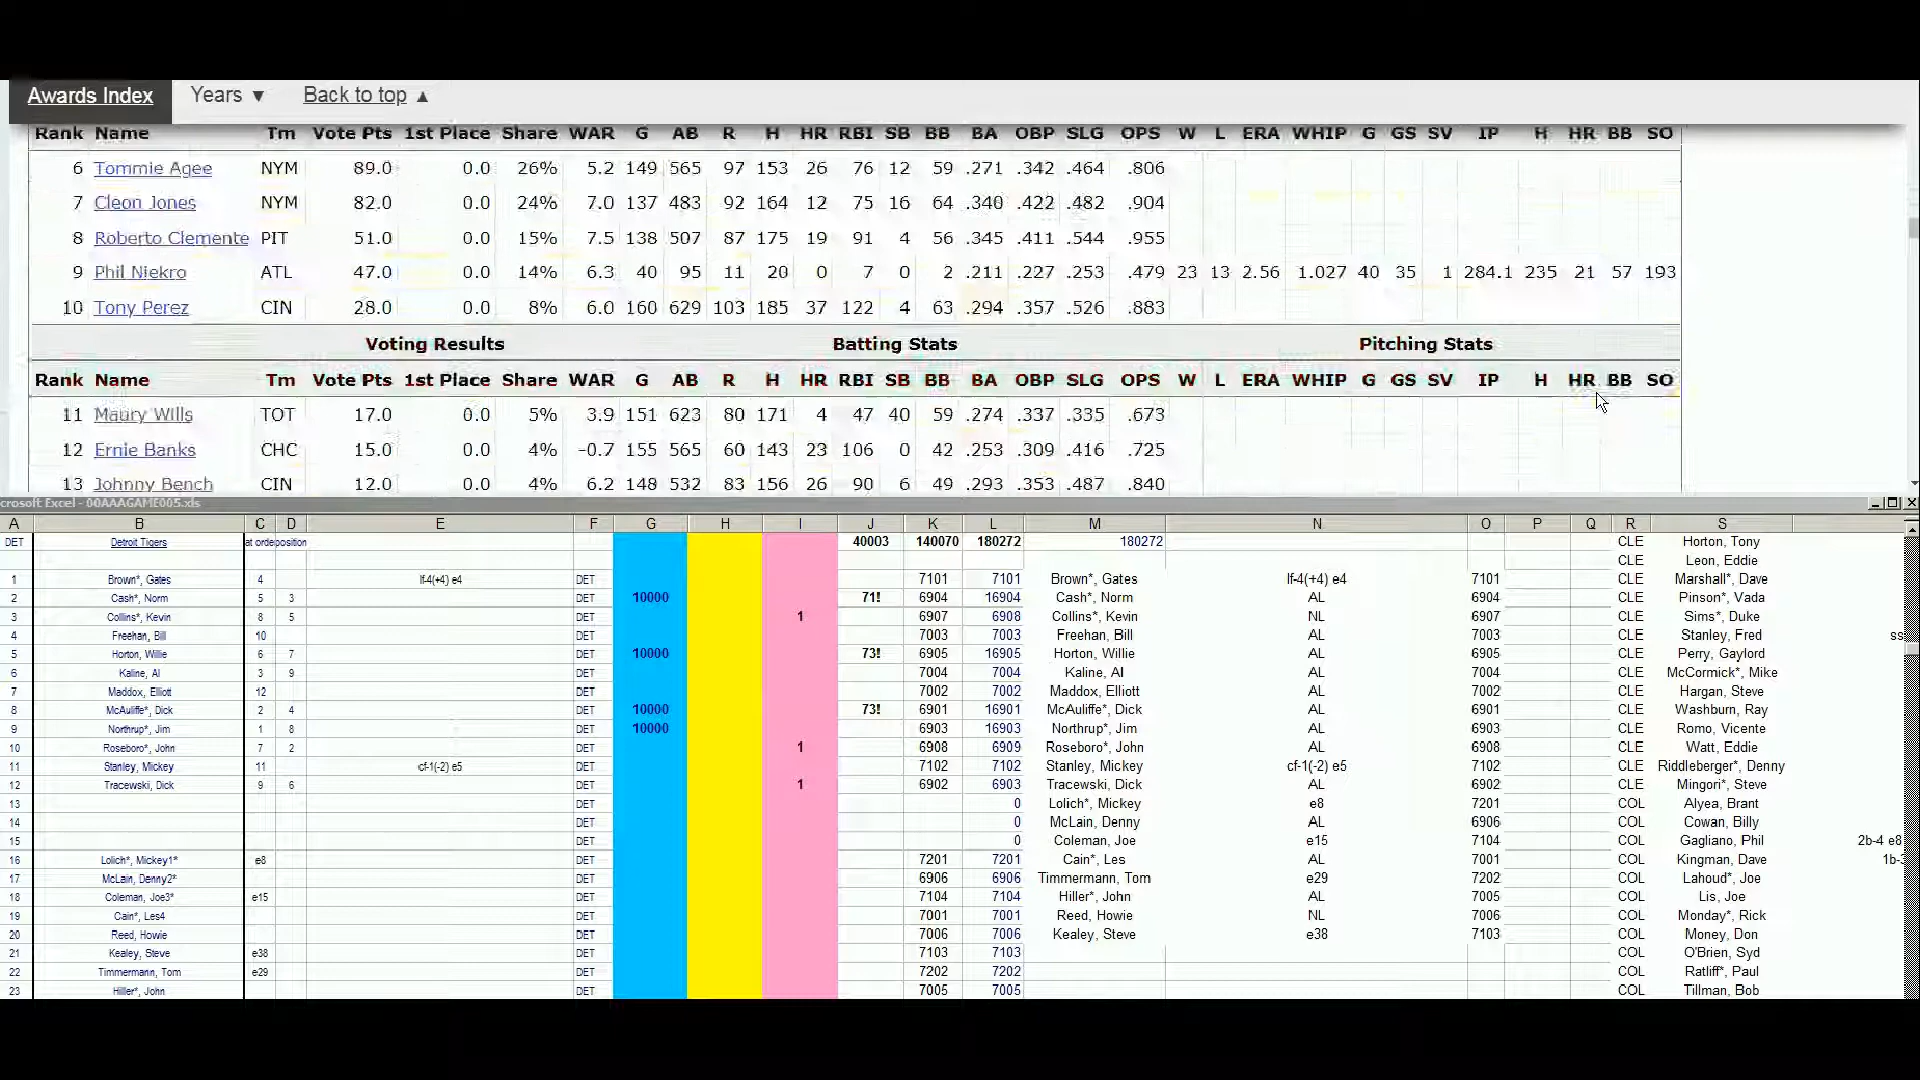 Awards Index Years ▼ Back to top ▲
Rank Name Tm Vote Pts 1st Place Share WAR G AB R H HR RBI SB BB BA OBP SLG OPS W L ERA WHIP G GS SV IP H HR BB SO
6 Tommie Agee NYM 89.0 0.0 26% 5.2 149 565 97 153 26 76 12 59 .271 .342 .464 .806
7 Cleon Jones NYM 82.0 0.0 24% 7.0 137 483 92 164 12 75 16 64 .340 .422 .482 .904
8 Roberto Clemente PIT 51.0 0.0 15% 7.5 138 507 87 175 19 91 4 56 .345 .411 .544 .955
9 Phil Niekro ATL 47.0 0.0 14% 6.3 40 95 11 20 0 7 0 2 .211 .227 .253 .479 23 13 2.56 1.027 40 35 1 284.1 235 21 57 193
10 Tony Perez CIN 28.0 0.0 8% 6.0 160 629 103 185 37 122 4 63 .294 .357 .526 .883
Voting Results Batting Stats Pitching Stats
Rank Name Tm Vote Pts 1st Place Share WAR G AB R H HR RBI SB BB BA OBP SLG OPS W L ERA WHIP G GS SV IP H HR BB SO
11 Maury Wills TOT 17.0 0.0 5% 3.9 151 623 80 171 4 47 40 59 .274 .337 .335 .673
12 Ernie Banks CHC 15.0 0.0 4% -0.7 155 565 60 143 23 106 0 42 .253 .309 .416 .725
13 Johnny Bench CIN 12.0 0.0 4% 6.2 148 532 83 156 26 90 6 49 .293 .353 .487 .840
crosoft Excel - 00AAAGAME005.xls
A B C D E F G H I J K L M N O P Q R S
DET Detroit Tigers at orde position 40003 140070 180272 180272 CLE Horton, Tony
CLE Leon, Eddie
1 Brown*, Gates 4 lf-4(+4) e4 DET 7101 7101 Brown*, Gates lf-4(+4) e4 7101 CLE Marshall*, Dave
2 Cash*, Norm 5 3 DET 10000 71! 6904 16904 Cash*, Norm AL 6904 CLE Pinson*, Vada
3 Collins*, Kevin 8 5 DET 1 6907 6908 Collins*, Kevin NL 6907 CLE Sims*, Duke
4 Freehan, Bill 10 DET 7003 7003 Freehan, Bill AL 7003 CLE Stanley, Fred ss
5 Horton, Willie 6 7 DET 10000 73! 6905 16905 Horton, Willie AL 6905 CLE Perry, Gaylord
6 Kaline, Al 3 9 DET 7004 7004 Kaline, Al AL 7004 CLE McCormick*, Mike
7 Maddox, Elliott 12 DET 7002 7002 Maddox, Elliott AL 7002 CLE Hargan, Steve
8 McAuliffe*, Dick 2 4 DET 10000 73! 6901 16901 McAuliffe*, Dick AL 6901 CLE Washburn, Ray
9 Northrup*, Jim 1 8 DET 10000 6903 16903 Northrup*, Jim AL 6903 CLE Romo, Vicente
10 Roseboro*, John 7 2 DET 1 6908 6909 Roseboro*, John AL 6908 CLE Watt, Eddie
11 Stanley, Mickey 11 cf-1(-2) e5 DET 7102 7102 Stanley, Mickey cf-1(-2) e5 7102 CLE Riddleberger*, Denny
12 Tracewski, Dick 9 6 DET 1 6902 6903 Tracewski, Dick AL 6902 CLE Mingori*, Steve
13 DET 0 Lolich*, Mickey e8 7201 COL Alyea, Brant
14 DET 0 McLain, Denny AL 6906 COL Cowan, Billy
15 DET 0 Coleman, Joe e15 7104 COL Gagliano, Phil 2b-4 e8
16 Lolich*, Mickey1* e8 DET 7201 7201 Cain*, Les AL 7001 COL Kingman, Dave 1b-3
17 McLain, Denny2* DET 6906 6906 Timmermann, Tom e29 7202 COL Lahoud*, Joe
18 Coleman, Joe3* e15 DET 7104 7104 Hiller*, John AL 7005 COL Lis, Joe
19 Cain*, Les4 DET 7001 7001 Reed, Howie NL 7006 COL Monday*, Rick
20 Reed, Howie DET 7006 7006 Kealey, Steve e38 7103 COL Money, Don
21 Kealey, Steve e38 DET 7103 7103 COL O'Brien, Syd
22 Timmermann, Tom e29 DET 7202 7202 COL Ratliff*, Paul
23 Hiller*, John DET 7005 7005 COL Tillman, Bob